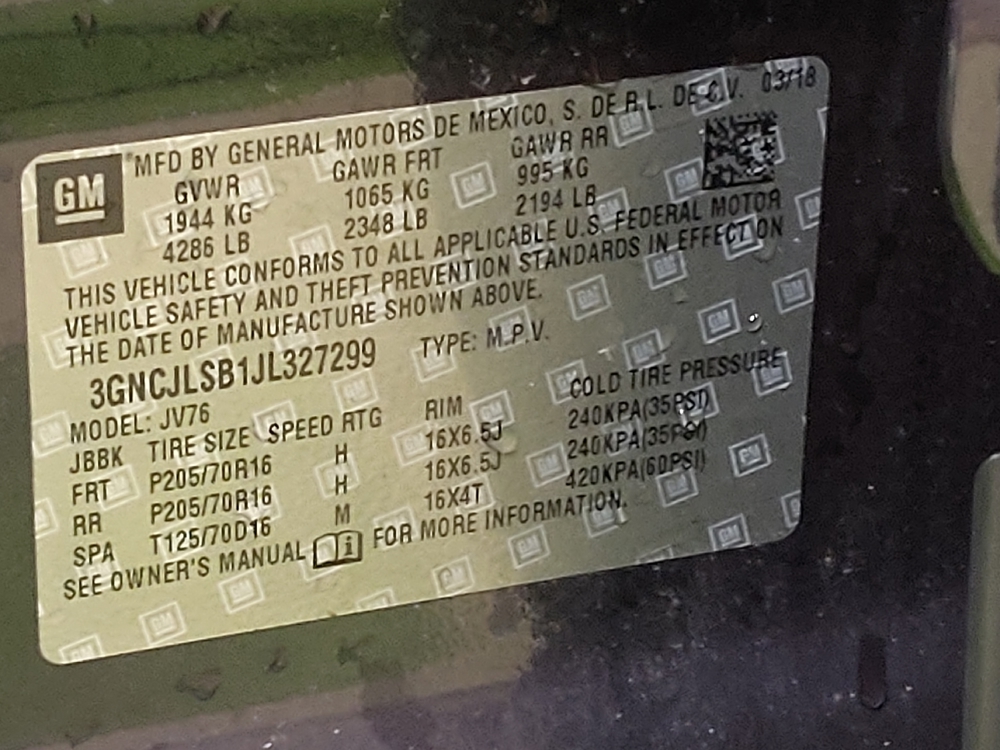 GM
MFD BY GENERAL MOTORS DE MEXICO, S. DE R.L. DE C.V. 03/18
GVWR GAWR FRT GAWR RR
1944 KG 1065 KG 995 KG
4286 LB 2348 LB 2194 LB
THIS VEHICLE CONFORMS TO ALL APPLICABLE U.S. FEDERAL MOTOR
VEHICLE SAFETY AND THEFT PREVENTION STANDARDS IN EFFECT ON
THE DATE OF MANUFACTURE SHOWN ABOVE.
3GNCJLSB1JL327299 TYPE: M.P.V.
MODEL: JV76
JBBK TIRE SIZE SPEED RTG RIM COLD TIRE PRESSURE
FRT P205/70R16 H 16X6.5J 240KPA(35PSI)
RR P205/70R16 H 16X6.5J 240KPA(35PSI)
SPA T125/70D16 M 16X4T 420KPA(60PSI)
SEE OWNER'S MANUAL FOR MORE INFORMATION.